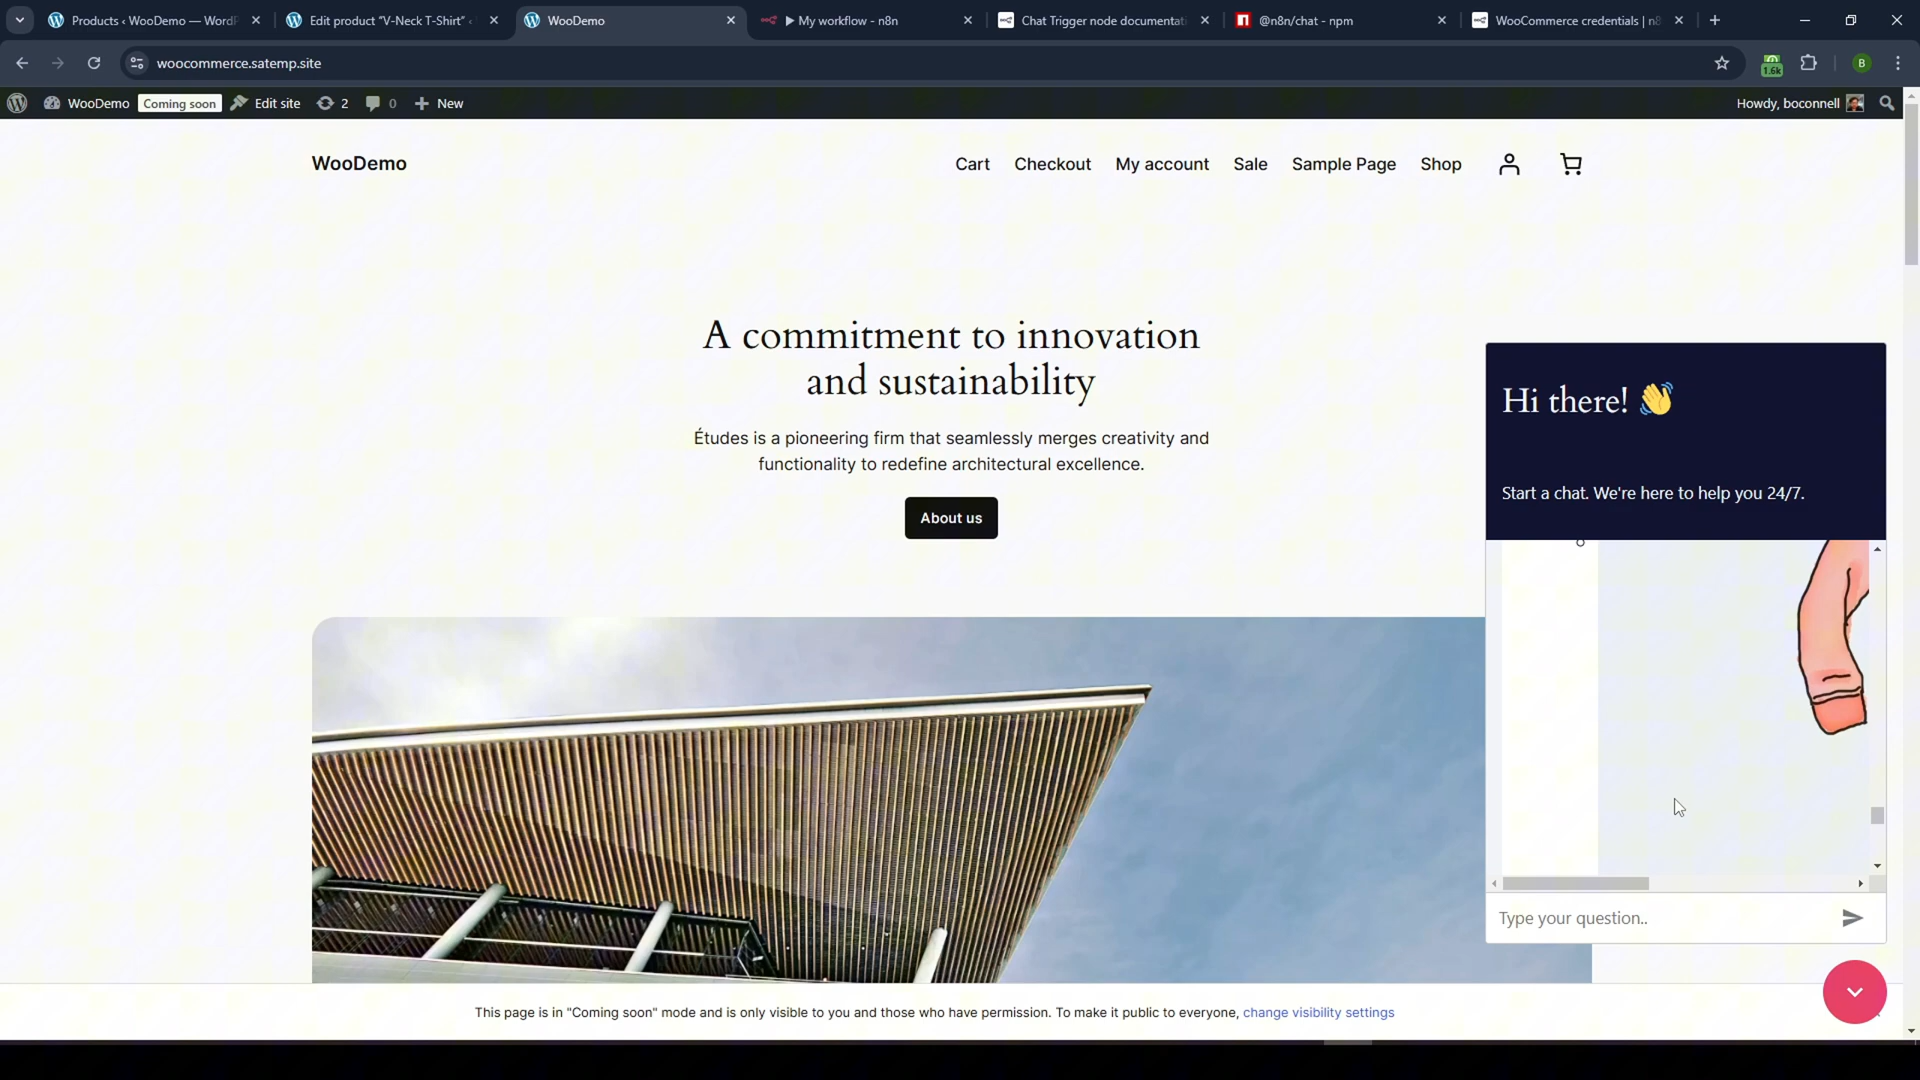 Products ‹ WooDemo — WordP
Edit product "V-Neck T-Shirt" ‹
WooDemo
▶ My workflow - n8n
Chat Trigger node documentati
@n8n/chat - npm
WooCommerce credentials | n8
woocommerce.satemp.site
1.6k
B
WooDemo
Coming soon
Edit site
2
0
New
Howdy, boconnell
WooDemo
Cart
Checkout
My account
Sale
Sample Page
Shop
A commitment to innovation
and sustainability
Études is a pioneering firm that seamlessly merges creativity and
functionality to redefine architectural excellence.
About us
Hi there! 👋
Start a chat. We're here to help you 24/7.
Type your question..
This page is in "Coming soon" mode and is only visible to you and those who have permission. To make it public to everyone, change visibility settings